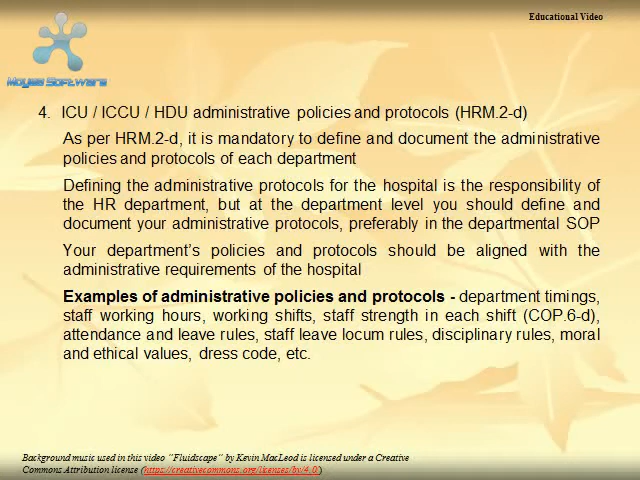 Educational Video
Moyae Software
4. ICU / ICCU / HDU administrative policies and protocols (HRM.2-d)
As per HRM.2-d, it is mandatory to define and document the administrative
policies and protocols of each department
Defining the administrative protocols for the hospital is the responsibility of
the HR department, but at the department level you should define and
document your administrative protocols, preferably in the departmental SOP
Your department’s policies and protocols should be aligned with the
administrative requirements of the hospital
Examples of administrative policies and protocols - department timings,
staff working hours, working shifts, staff strength in each shift (COP.6-d),
attendance and leave rules, staff leave locum rules, disciplinary rules, moral
and ethical values, dress code, etc.
Background music used in this video “Fluidscape” by Kevin MacLeod is licensed under a Creative
Commons Attribution license (https://creativecommons.org/licenses/by/4.0/)